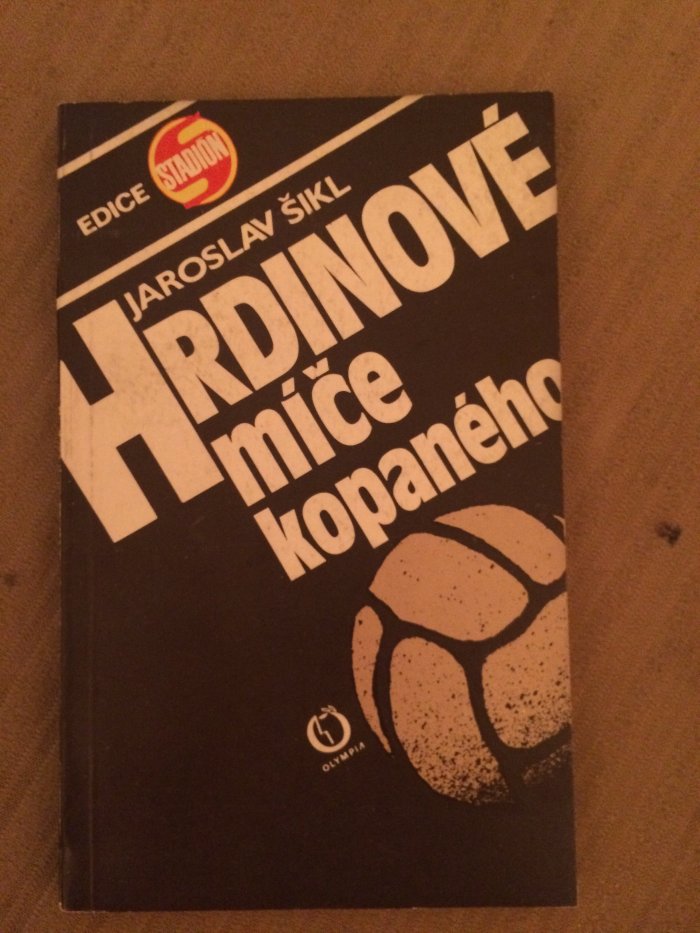 EDICE STADION
JAROSLAV ŠIKL
HRDINOVÉ
míče
kopaného
OLYMPIA